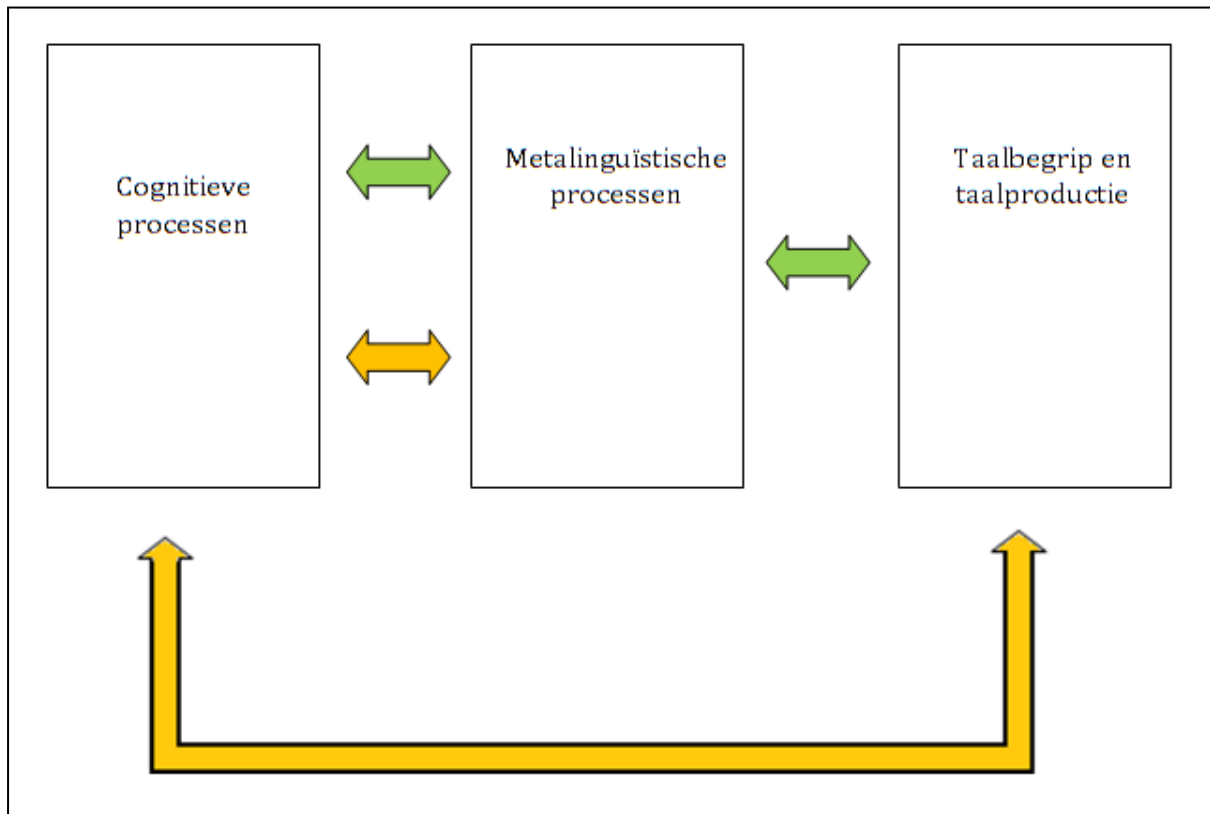 Cognitieve
processen
Metalinguïstische
processen
Taalbegrip en
taalproductie